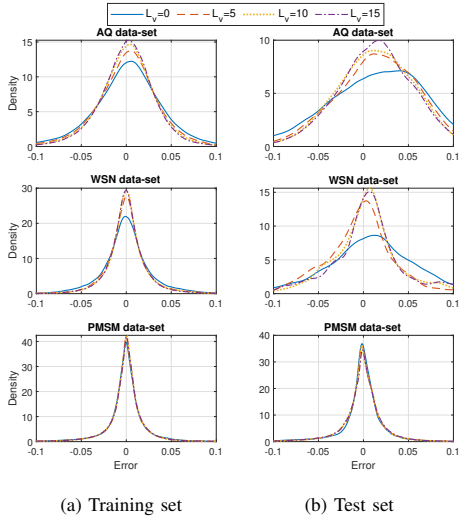 L_v=0 L_v=5 L_v=10 L_v=15
AQ data-set AQ data-set
15 10 5 0
Density
10 5 0
-0.1 -0.05 0 0.05 0.1
-0.1 -0.05 0 0.05 0.1
WSN data-set WSN data-set
30 20 10 0
Density
15 10 5 0
-0.1 -0.05 0 0.05 0.1
-0.1 -0.05 0 0.05 0.1
PMSM data-set PMSM data-set
40 30 20 10 0
Density
40 30 20 10 0
-0.1 -0.05 0 0.05 0.1
-0.1 -0.05 0 0.05 0.1
Error Error
(a) Training set (b) Test set